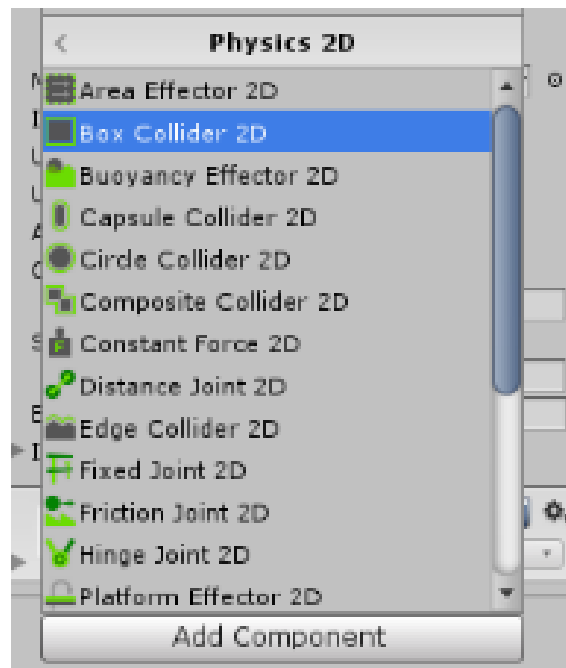 Physics 2D
Area Effector 2D
Box Collider 2D
Buoyancy Effector 2D
Capsule Collider 2D
Circle Collider 2D
Composite Collider 2D
Constant Force 2D
Distance Joint 2D
Edge Collider 2D
Fixed Joint 2D
Friction Joint 2D
Hinge Joint 2D
Platform Effector 2D
Add Component